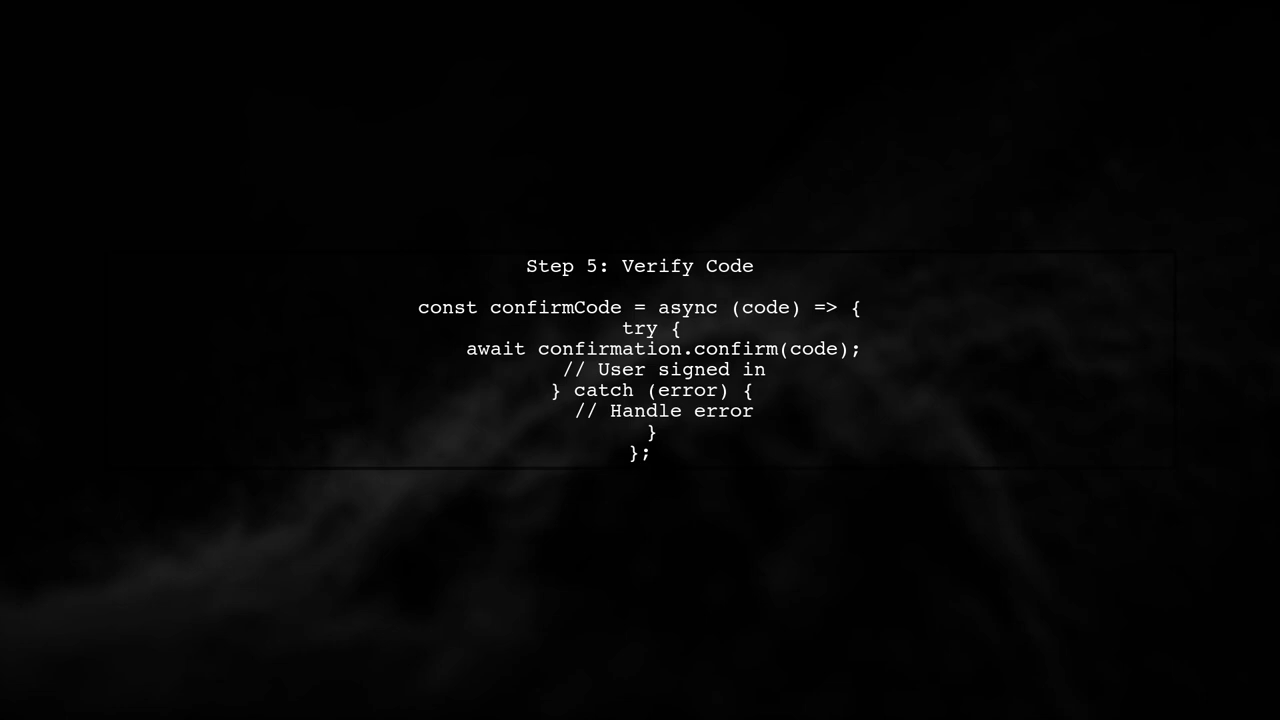 Step 5: Verify Code
const confirmCode = async (code) => {
try {
await confirmation.confirm(code);
// User signed in
} catch (error) {
// Handle error
}
};